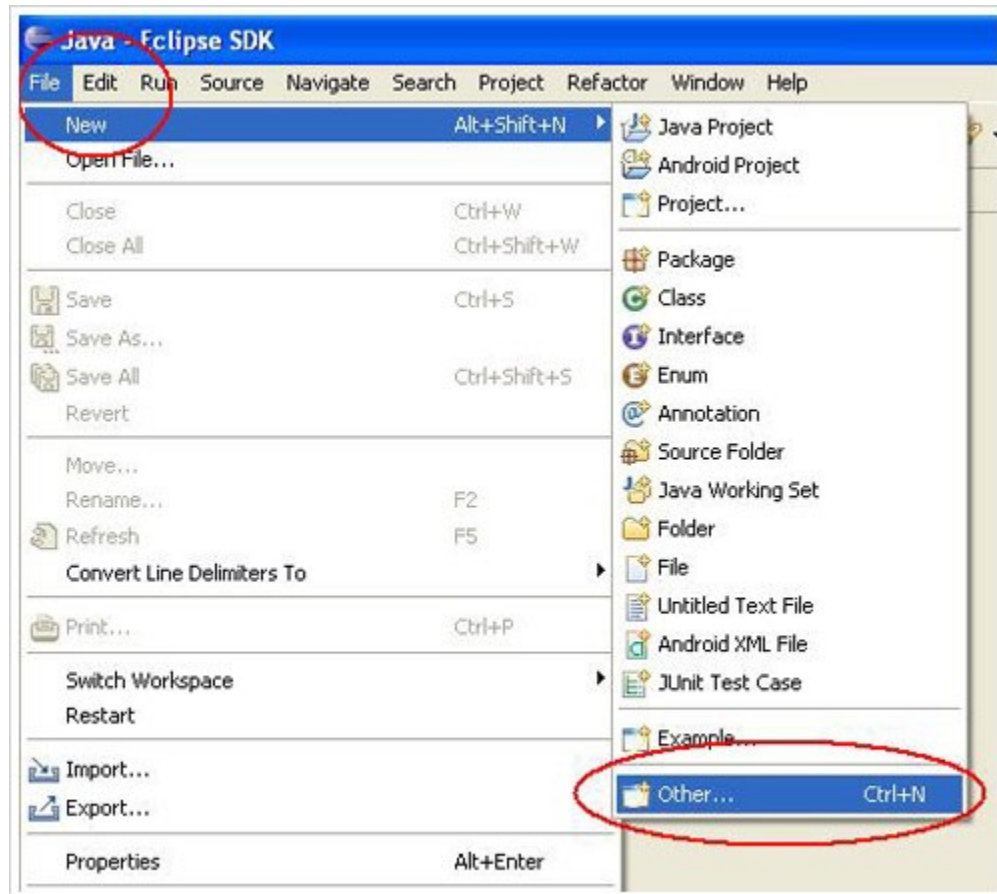 Java - Eclipse SDK
File Edit Run Source Navigate Search Project Refactor Window Help
New Alt+Shift+N
Open File...
Close Ctrl+W
Close All Ctrl+Shift+W
Save Ctrl+S
Save As...
Save All Ctrl+Shift+S
Revert
Move...
Rename... F2
Refresh F5
Convert Line Delimiters To
Print... Ctrl+P
Switch Workspace
Restart
Import...
Export...
Properties Alt+Enter
Java Project
Android Project
Project...
Package
Class
Interface
Enum
Annotation
Source Folder
Java Working Set
Folder
File
Untitled Text File
Android XML File
JUnit Test Case
Example...
Other... Ctrl+N